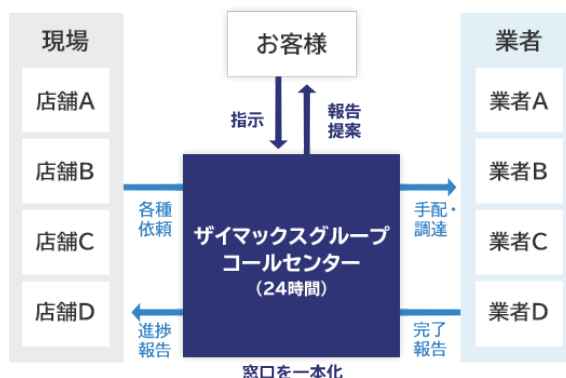 現場
店舗A
店舗B
店舗C
店舗D
お客様
指示
報告
提案
各種
依頼
ザイマックスグループ
コールセンター
（24時間）
進捗
報告
手配・
調達
完了
報告
窓口を一本化
業者
業者A
業者B
業者C
業者D